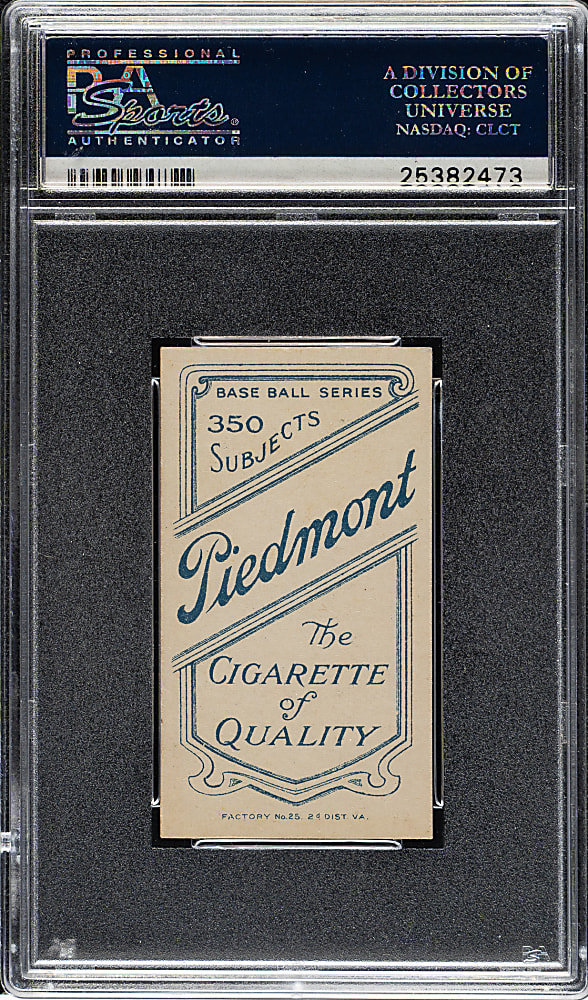 PROFESSIONAL
PSA
Sports
AUTHENTICATOR
A DIVISION OF
COLLECTORS
UNIVERSE
NASDAQ: CLCT
25382473
BASE BALL SERIES
350
SUBJECTS
Piedmont
The
CIGARETTE
of
QUALITY
FACTORY No. 25. 2d DIST. VA.
PSA